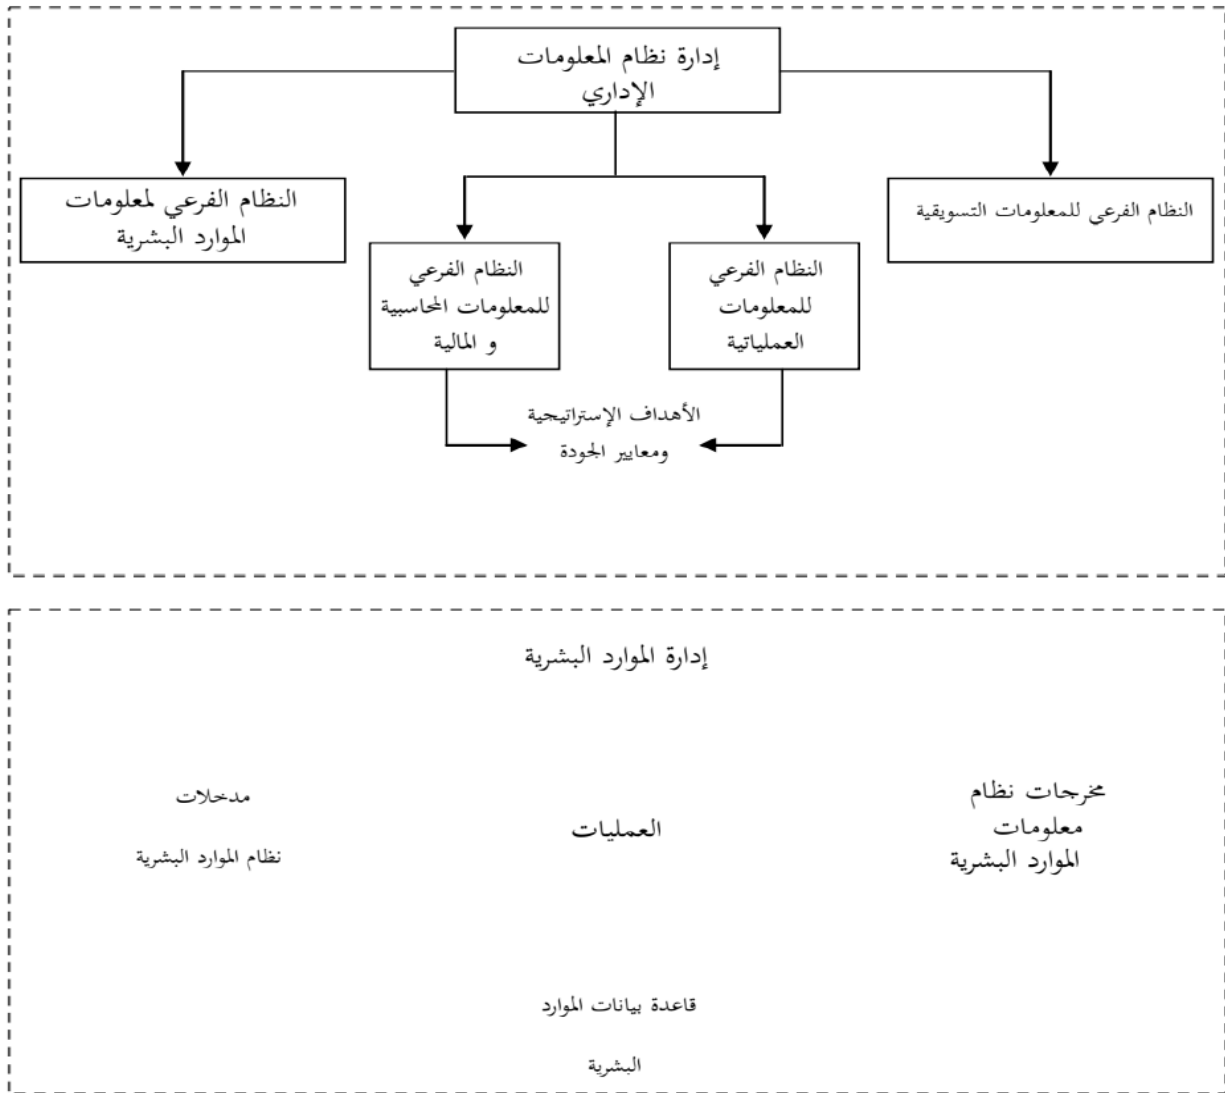 إدارة نظام المعلومات
الإداري
النظام الفرعي للمعلومات التسويقية
النظام الفرعي
للمعلومات
العملياتية
النظام الفرعي
للمعلومات المحاسبية
و المالية
النظام الفرعي لمعلومات
الموارد البشرية
الأهداف الإستراتيجية
ومعايير الجودة
إدارة الموارد البشرية
مخرجات نظام
معلومات
الموارد البشرية
العمليات
مدخلات
نظام الموارد البشرية
قاعدة بيانات الموارد
البشرية